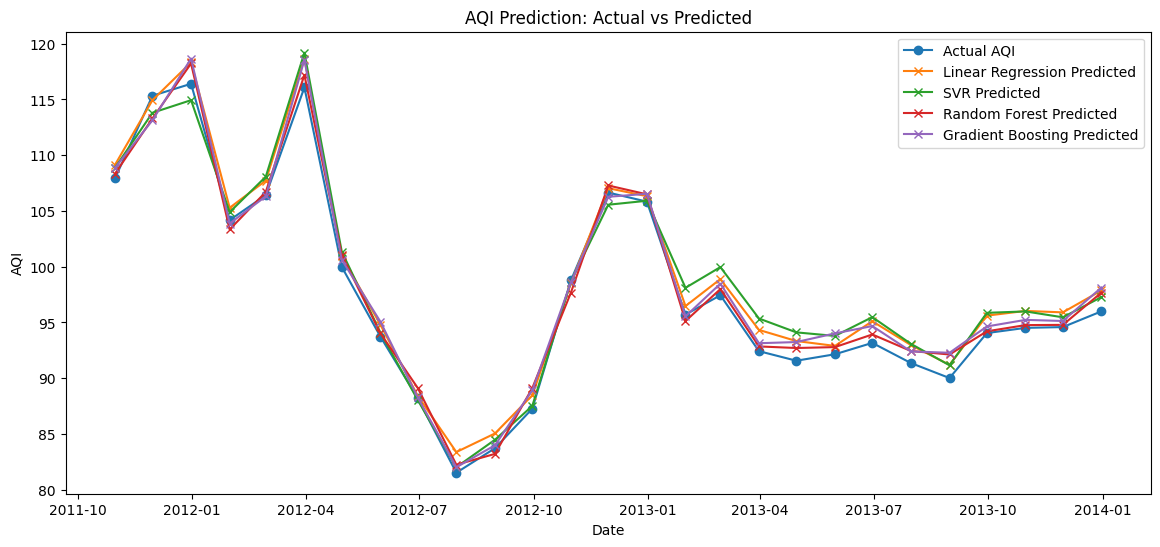 AQI Prediction: Actual vs Predicted
Actual AQI
Linear Regression Predicted
SVR Predicted
Random Forest Predicted
Gradient Boosting Predicted
AQI
120
115
110
105
100
95
90
85
80
2011-10 2012-01 2012-04 2012-07 2012-10 2013-01 2013-04 2013-07 2013-10 2014-01
Date